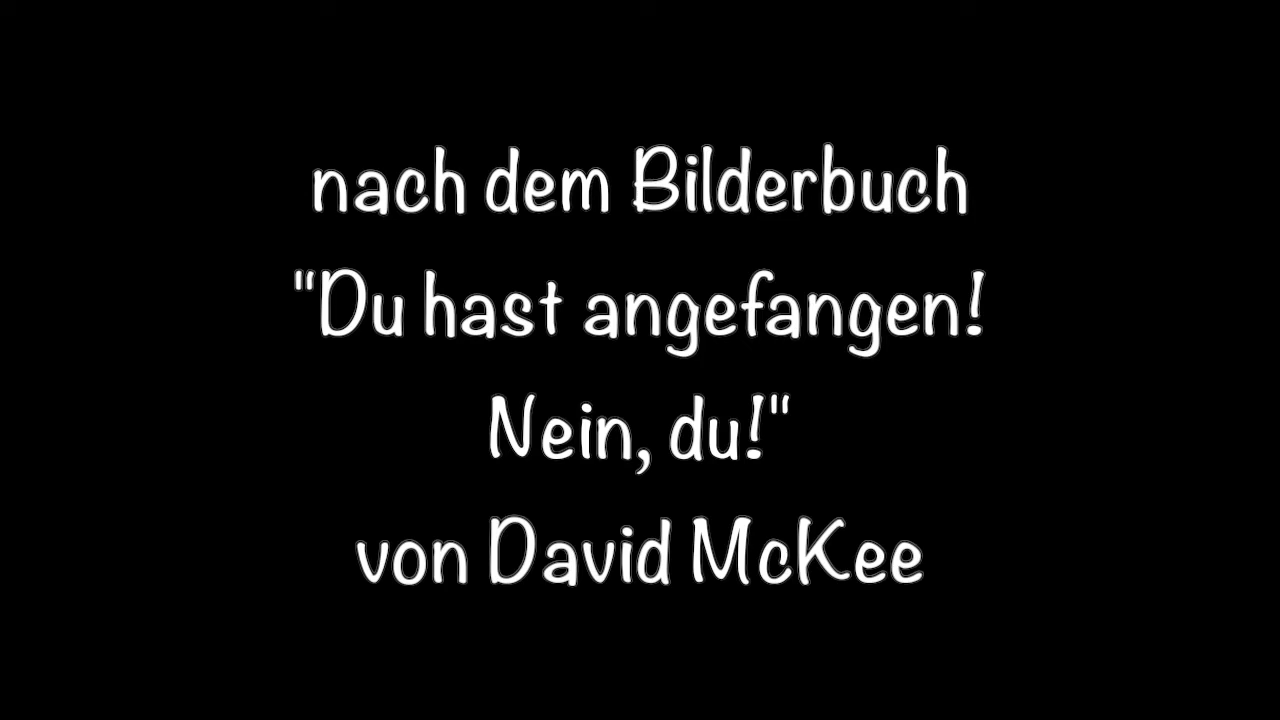 nach dem Bilderbuch
"Du hast angefangen!
Nein, du!"
von David McKee